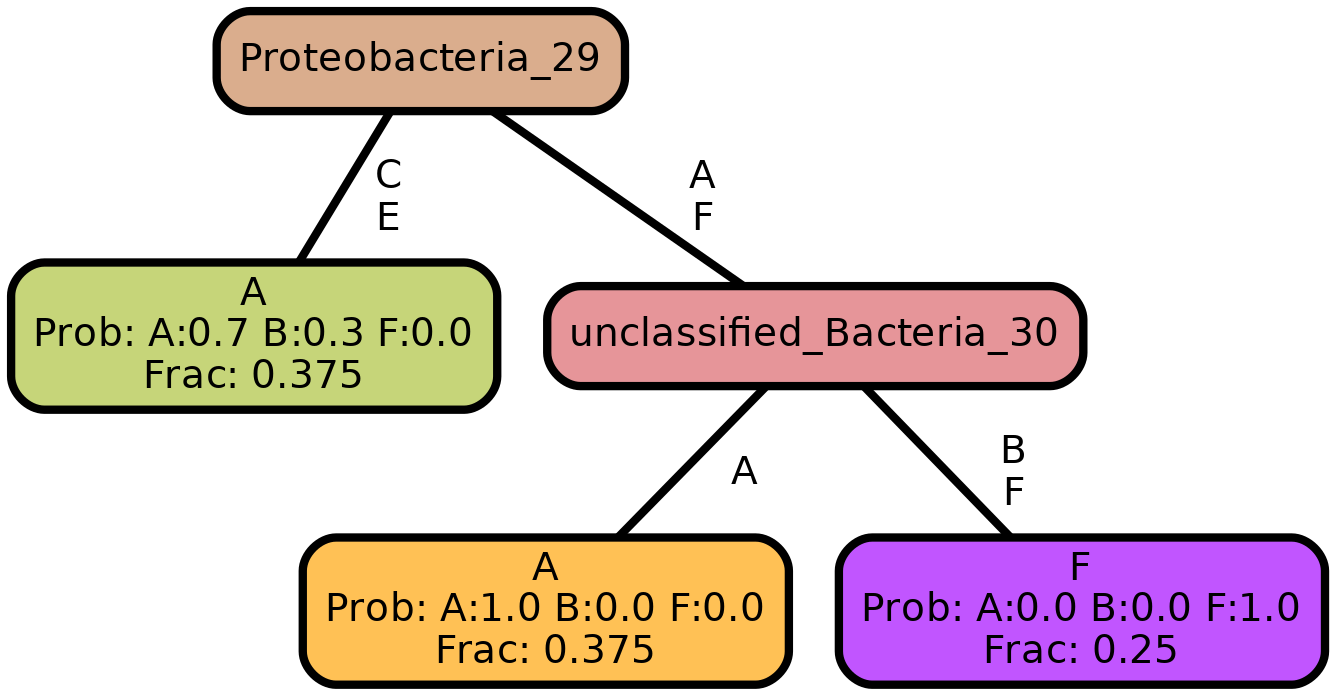 Proteobacteria_29
C
E
A
F
A
Prob: A:0.7 B:0.3 F:0.0
Frac: 0.375
unclassified_Bacteria_30
A
B
F
A
Prob: A:1.0 B:0.0 F:0.0
Frac: 0.375
F
Prob: A:0.0 B:0.0 F:1.0
Frac: 0.25